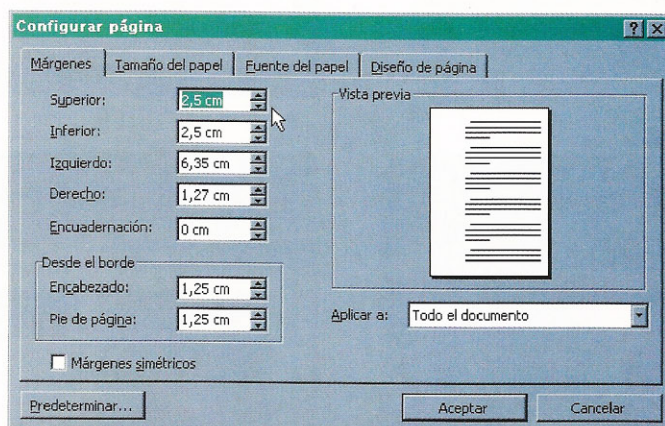 Configurar página
Márgenes Tamaño del papel Fuente del papel Diseño de página
Superior: 2,5 cm
Inferior: 2,5 cm
Izquierdo: 6,35 cm
Derecho: 1,27 cm
Encuadernación: 0 cm
Desde el borde
Encabezado: 1,25 cm
Pie de página: 1,25 cm
Márgenes simétricos
Vista previa
Aplicar a: Todo el documento
Predeterminar... Aceptar Cancelar